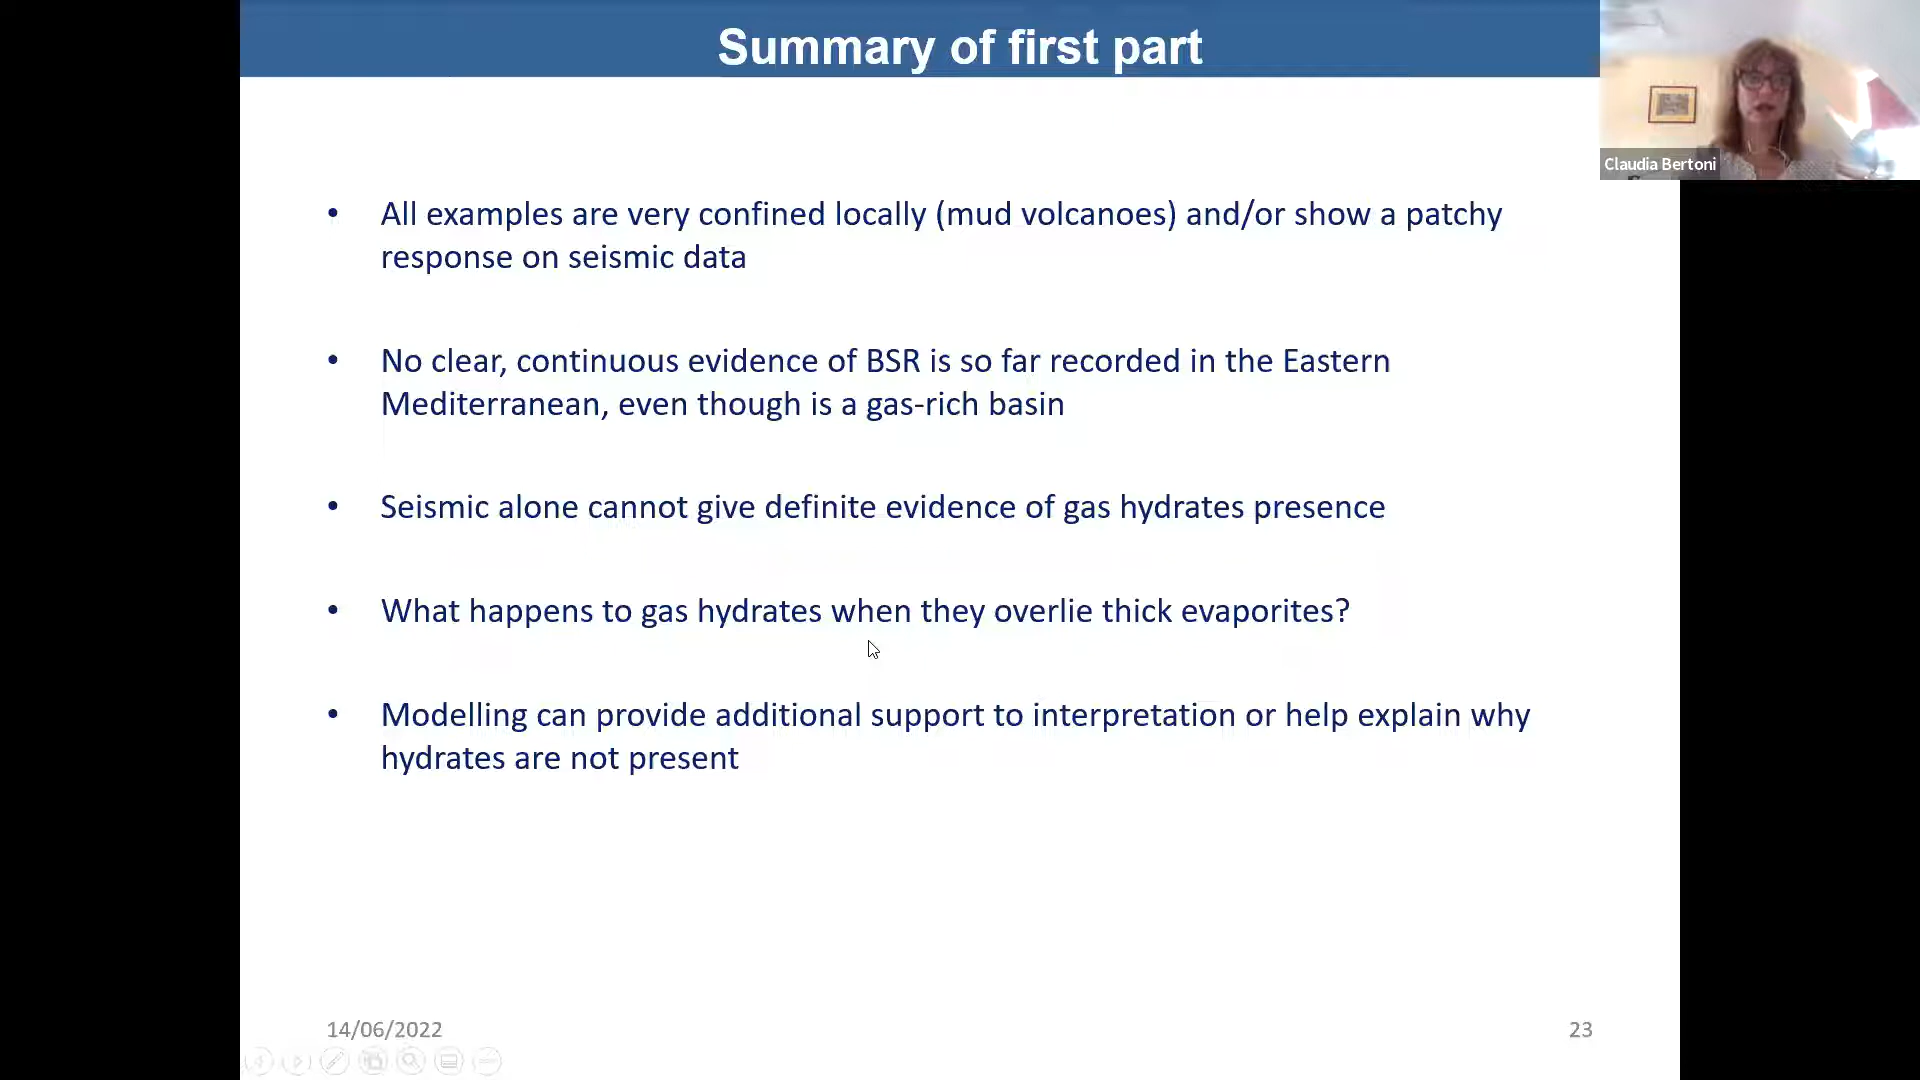 Summary of first part
Claudia Bertoni
• All examples are very confined locally (mud volcanoes) and/or show a patchy
response on seismic data
• No clear, continuous evidence of BSR is so far recorded in the Eastern
Mediterranean, even though is a gas-rich basin
• Seismic alone cannot give definite evidence of gas hydrates presence
• What happens to gas hydrates when they overlie thick evaporites?
• Modelling can provide additional support to interpretation or help explain why
hydrates are not present
14/06/2022
23